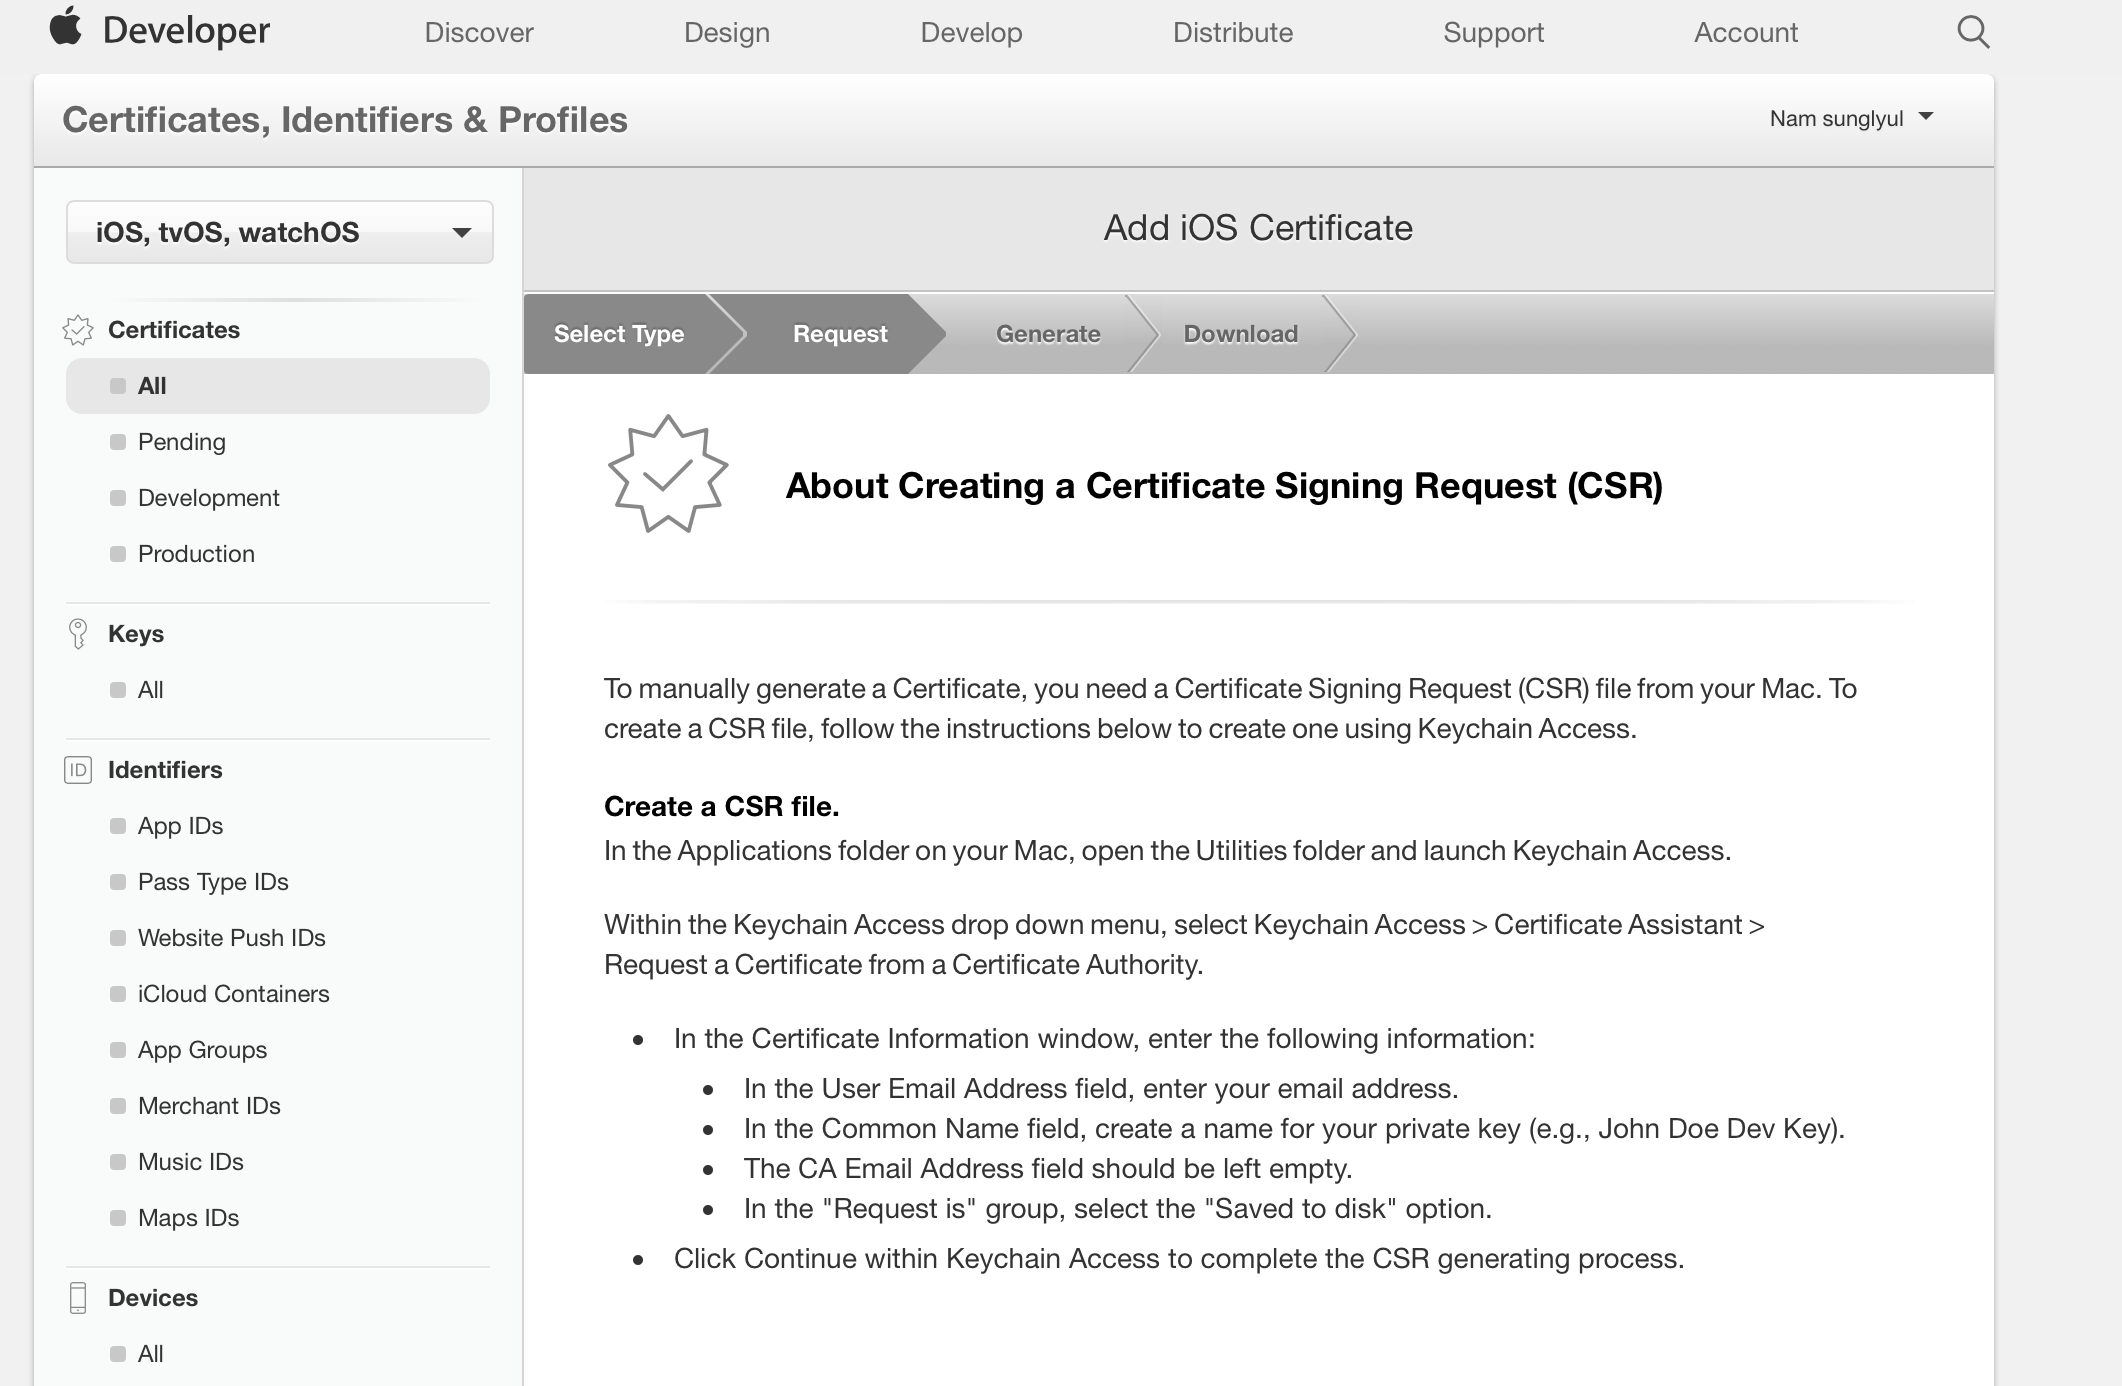 Developer
Discover
Design
Develop
Distribute
Support
Account
Certificates, Identifiers & Profiles
Nam sunglyul
iOS, tvOS, watchOS
Certificates
All
Pending
Development
Production
Keys
All
ID
Identifiers
App IDs
Pass Type IDs
Website Push IDs
iCloud Containers
App Groups
Merchant IDs
Music IDs
Maps IDs
Devices
All
Add iOS Certificate
Select Type
Request
Generate
Download
About Creating a Certificate Signing Request (CSR)
To manually generate a Certificate, you need a Certificate Signing Request (CSR) file from your Mac. To
create a CSR file, follow the instructions below to create one using Keychain Access.
Create a CSR file.
In the Applications folder on your Mac, open the Utilities folder and launch Keychain Access.
Within the Keychain Access drop down menu, select Keychain Access > Certificate Assistant >
Request a Certificate from a Certificate Authority.
• In the Certificate Information window, enter the following information:
• In the User Email Address field, enter your email address.
• In the Common Name field, create a name for your private key (e.g., John Doe Dev Key).
• The CA Email Address field should be left empty.
• In the "Request is" group, select the "Saved to disk" option.
• Click Continue within Keychain Access to complete the CSR generating process.